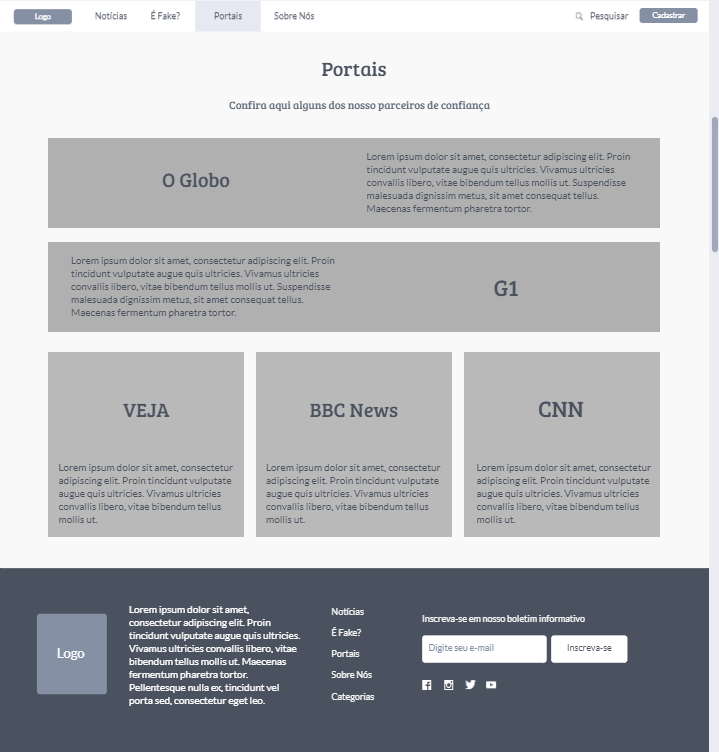 Logo
Notícias
É Fake?
Portais
Sobre Nós
Pesquisar
Cadastrar
Portais
Confira aqui alguns dos nosso parceiros de confiança
O Globo
Lorem ipsum dolor sit amet, consectetur adipiscing elit. Proin
tincidunt vulputate augue quis ultricies. Vivamus ultricies
convallis libero, vitae bibendum tellus mollis ut. Suspendisse
malesuada dignissim metus, sit amet consequat tellus.
Maecenas fermentum pharetra tortor.
Lorem ipsum dolor sit amet, consectetur adipiscing elit. Proin
tincidunt vulputate augue quis ultricies. Vivamus ultricies
convallis libero, vitae bibendum tellus mollis ut. Suspendisse
malesuada dignissim metus, sit amet consequat tellus.
Maecenas fermentum pharetra tortor.
G1
VEJA
Lorem ipsum dolor sit amet, consectetur
adipiscing elit. Proin tincidunt vulputate
augue quis ultricies. Vivamus ultricies
convallis libero, vitae bibendum tellus
mollis ut.
BBC News
Lorem ipsum dolor sit amet, consectetur
adipiscing elit. Proin tincidunt vulputate
augue quis ultricies. Vivamus ultricies
convallis libero, vitae bibendum tellus
mollis ut.
CNN
Lorem ipsum dolor sit amet, consectetur
adipiscing elit. Proin tincidunt vulputate
augue quis ultricies. Vivamus ultricies
convallis libero, vitae bibendum tellus
mollis ut.
Logo
Lorem ipsum dolor sit amet,
consectetur adipiscing elit. Proin
tincidunt vulputate augue quis ultricies.
Vivamus ultricies convallis libero, vitae
bibendum tellus mollis ut. Maecenas
fermentum pharetra tortor.
Pellentesque nulla ex, tincidunt vel
porta sed, consectetur eget leo.
Notícias
É Fake?
Portais
Sobre Nós
Categorias
Inscreva-se em nosso boletim informativo
Digite seu e-mail
Inscreva-se